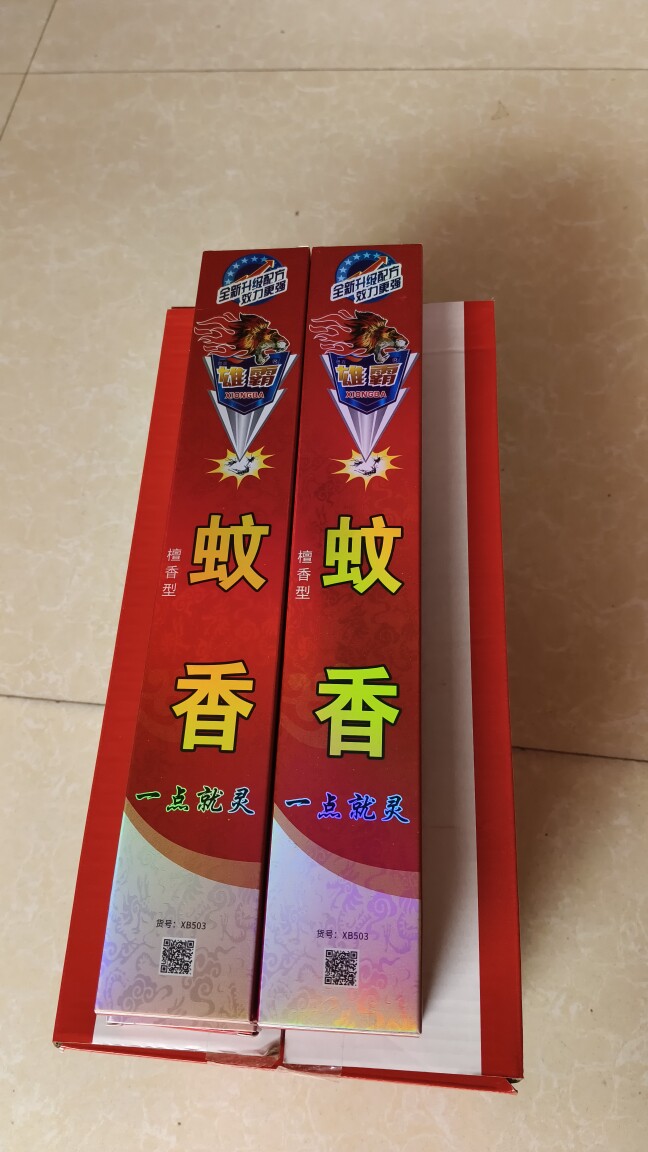 全新升级配方
效力更强
雄霸
XIONGBA
檀香型
蚊香
一点就灵
货号：XB503
全新升级配方
效力更强
雄霸
XIONGBA
檀香型
蚊香
一点就灵
货号：XB503